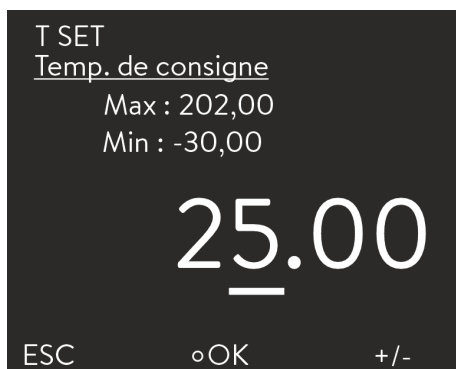 T SET
Temp. de consigne
Max : 202,00
Min : -30,00
25.00
ESC ○OK +/-